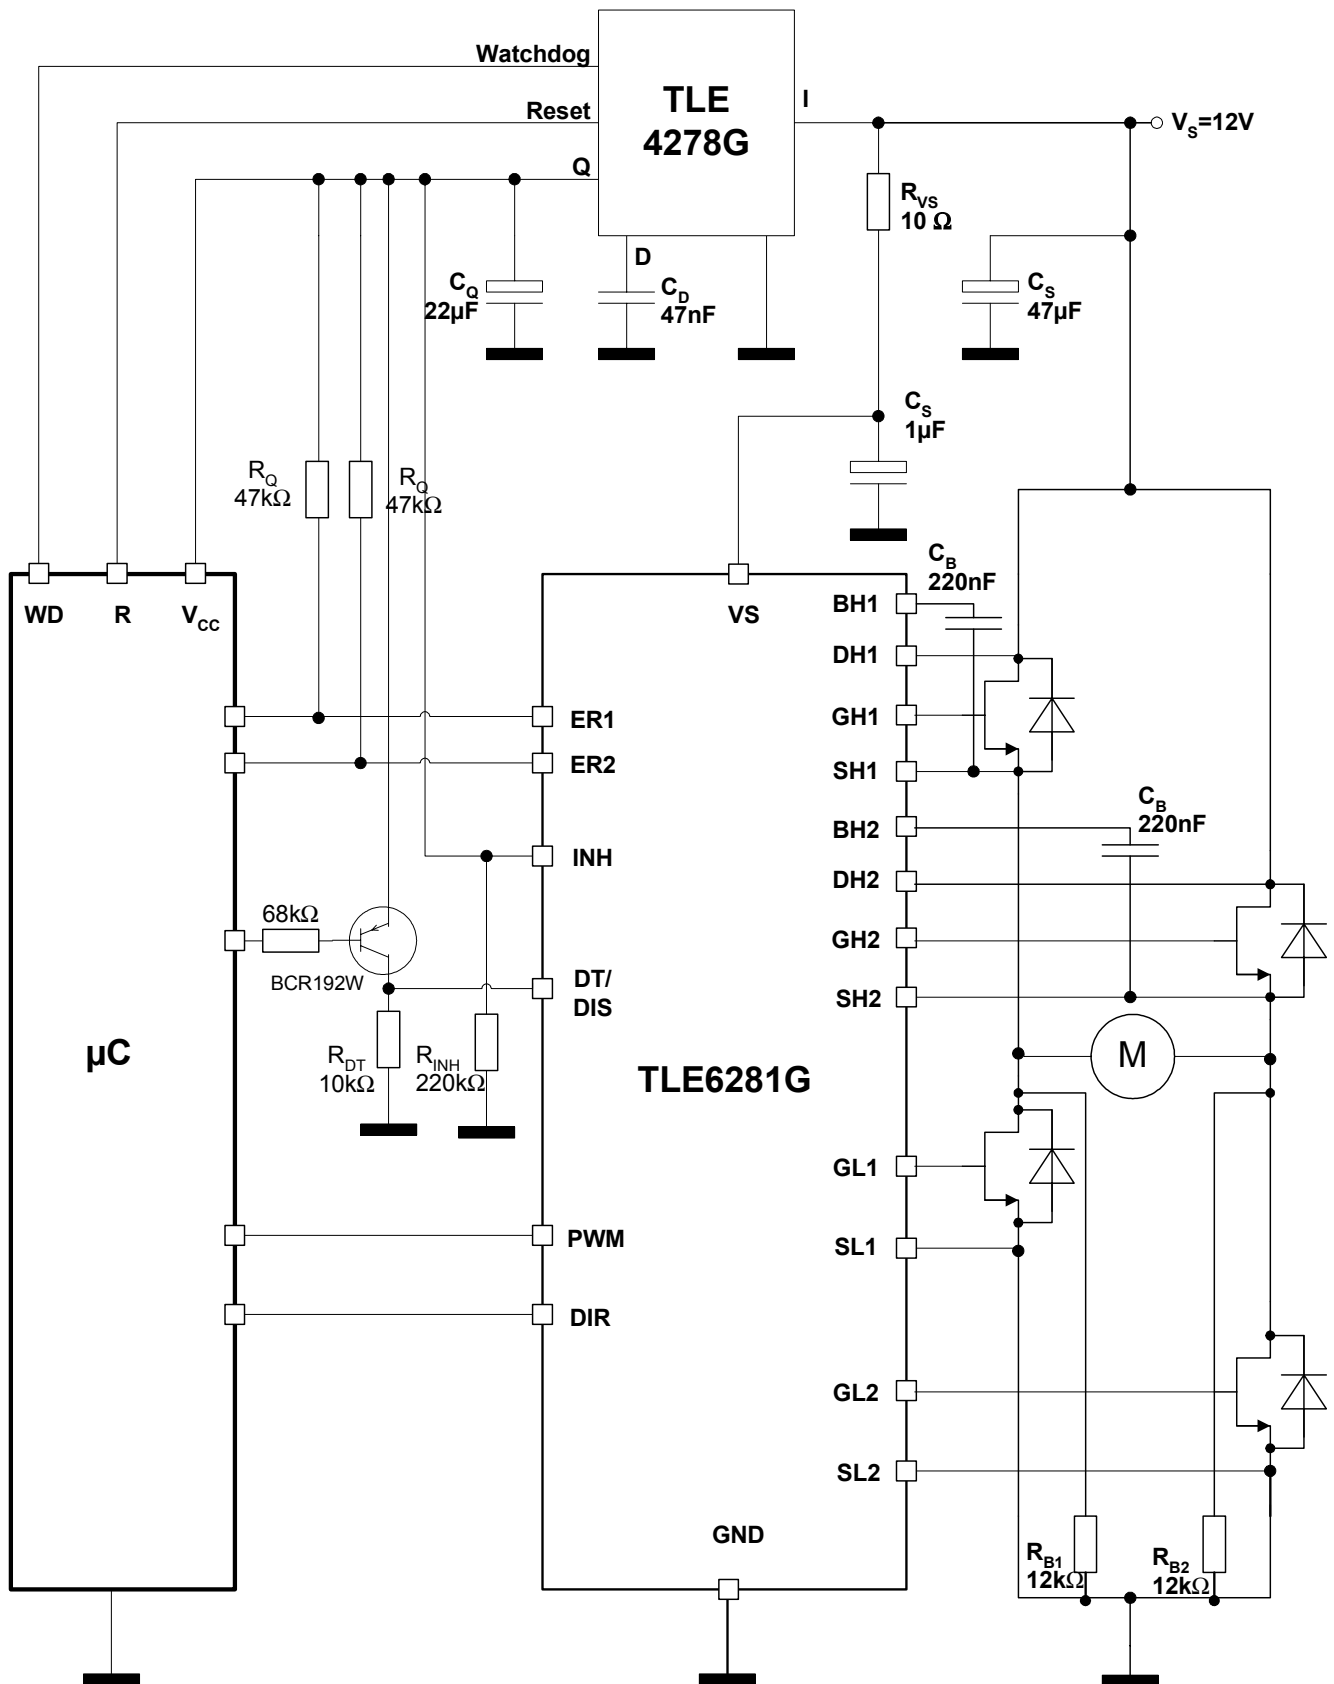 Watchdog
TLE
4278G
I
Reset
V_S=12V
Q
R_VS
10 Ω
D
C_Q
22µF
C_D
47nF
C_S
47µF
C_S
1µF
R_Q
47kΩ
R_Q
47kΩ
C_B
220nF
WD
R
V_CC
VS
BH1
DH1
ER1
GH1
ER2
SH1
C_B
220nF
BH2
INH
DH2
68kΩ
GH2
BCR192W
DT/
DIS
SH2
µC
R_DT
10kΩ
R_INH
220kΩ
TLE6281G
M
GL1
PWM
SL1
DIR
GL2
SL2
GND
R_B1
12kΩ
R_B2
12kΩ